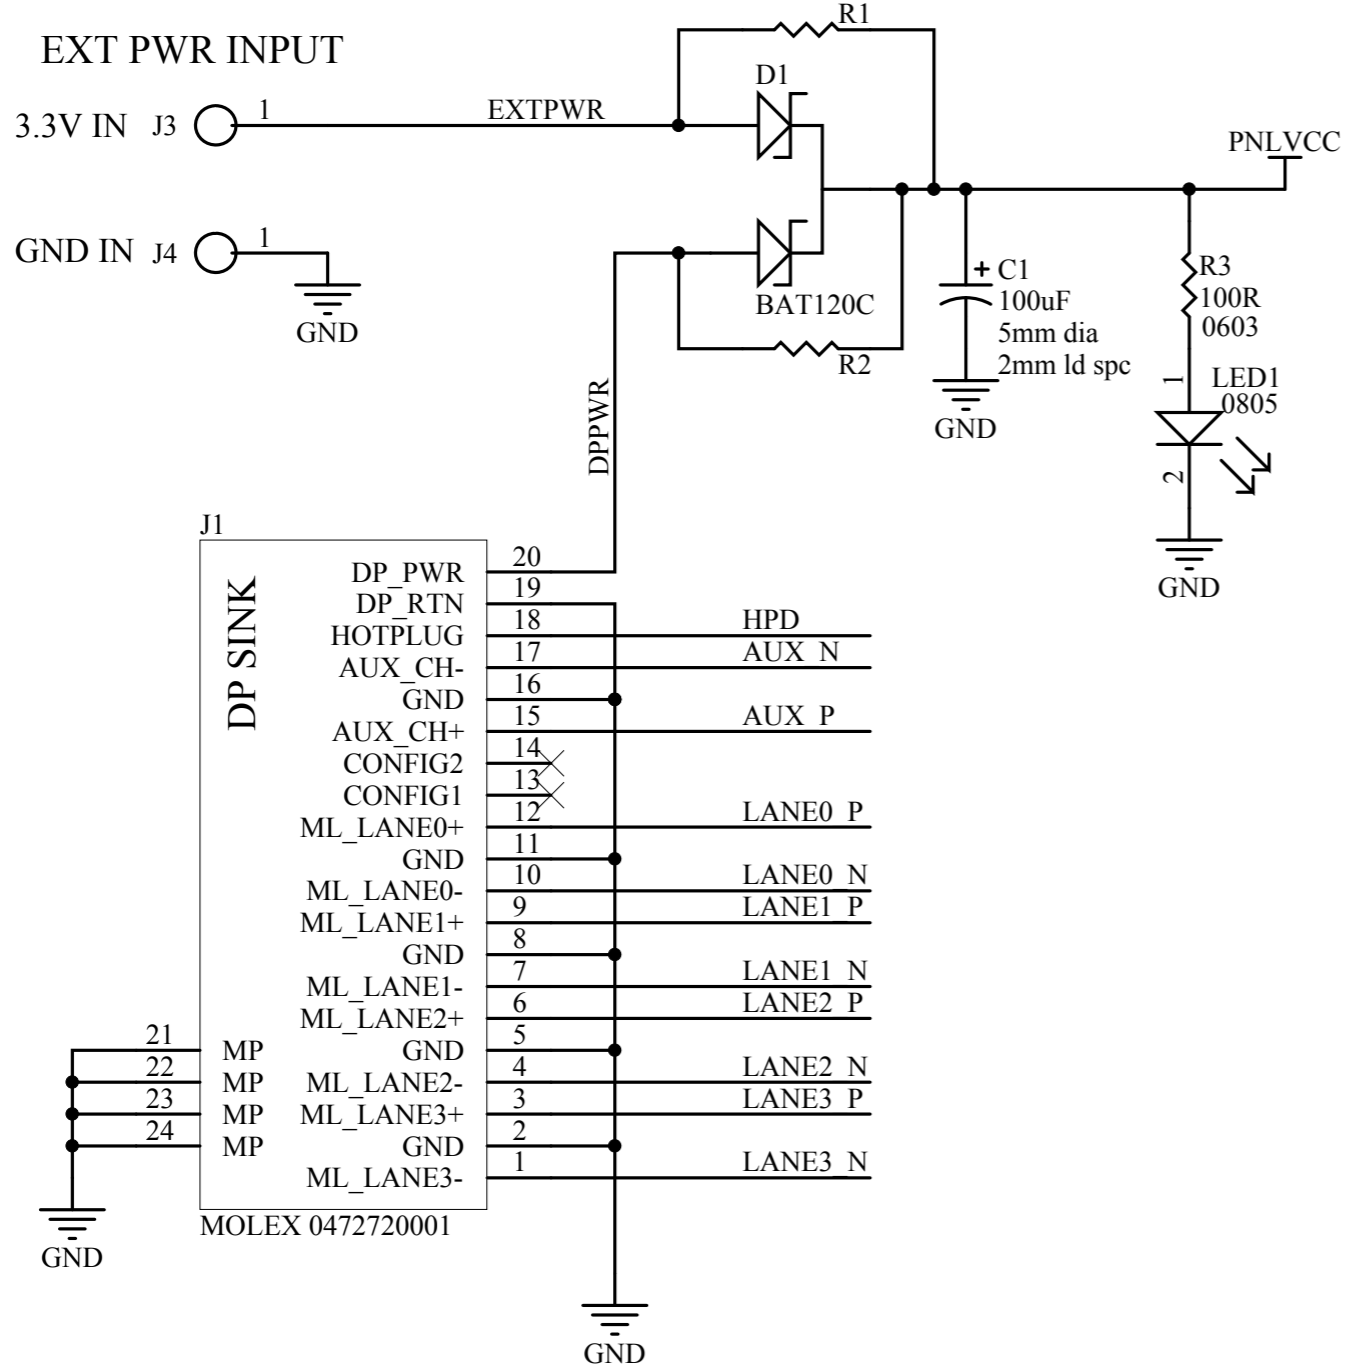 EXT PWR INPUT
3.3V IN J3 1
EXTPWR
R1
D1
PNLVCC
GND IN J4 1
GND
BAT120C
R2
+ C1
100uF
5mm dia
2mm ld spc
GND
R3
100R
0603
1
LED1
0805
2
GND
DPPWR
J1
DP SINK
DP_PWR 20
DP_RTN 19
HOTPLUG 18 HPD
AUX_CH- 17 AUX_N
GND 16
AUX_CH+ 15 AUX_P
CONFIG2 14
CONFIG1 13
ML_LANE0+ 12 LANE0_P
GND 11
ML_LANE0- 10 LANE0_N
ML_LANE1+ 9 LANE1_P
GND 8
ML_LANE1- 7 LANE1_N
ML_LANE2+ 6 LANE2_P
21 MP GND 5
22 MP ML_LANE2- 4 LANE2_N
23 MP ML_LANE3+ 3 LANE3_P
24 MP GND 2
ML_LANE3- 1 LANE3_N
MOLEX 0472720001
GND
GND